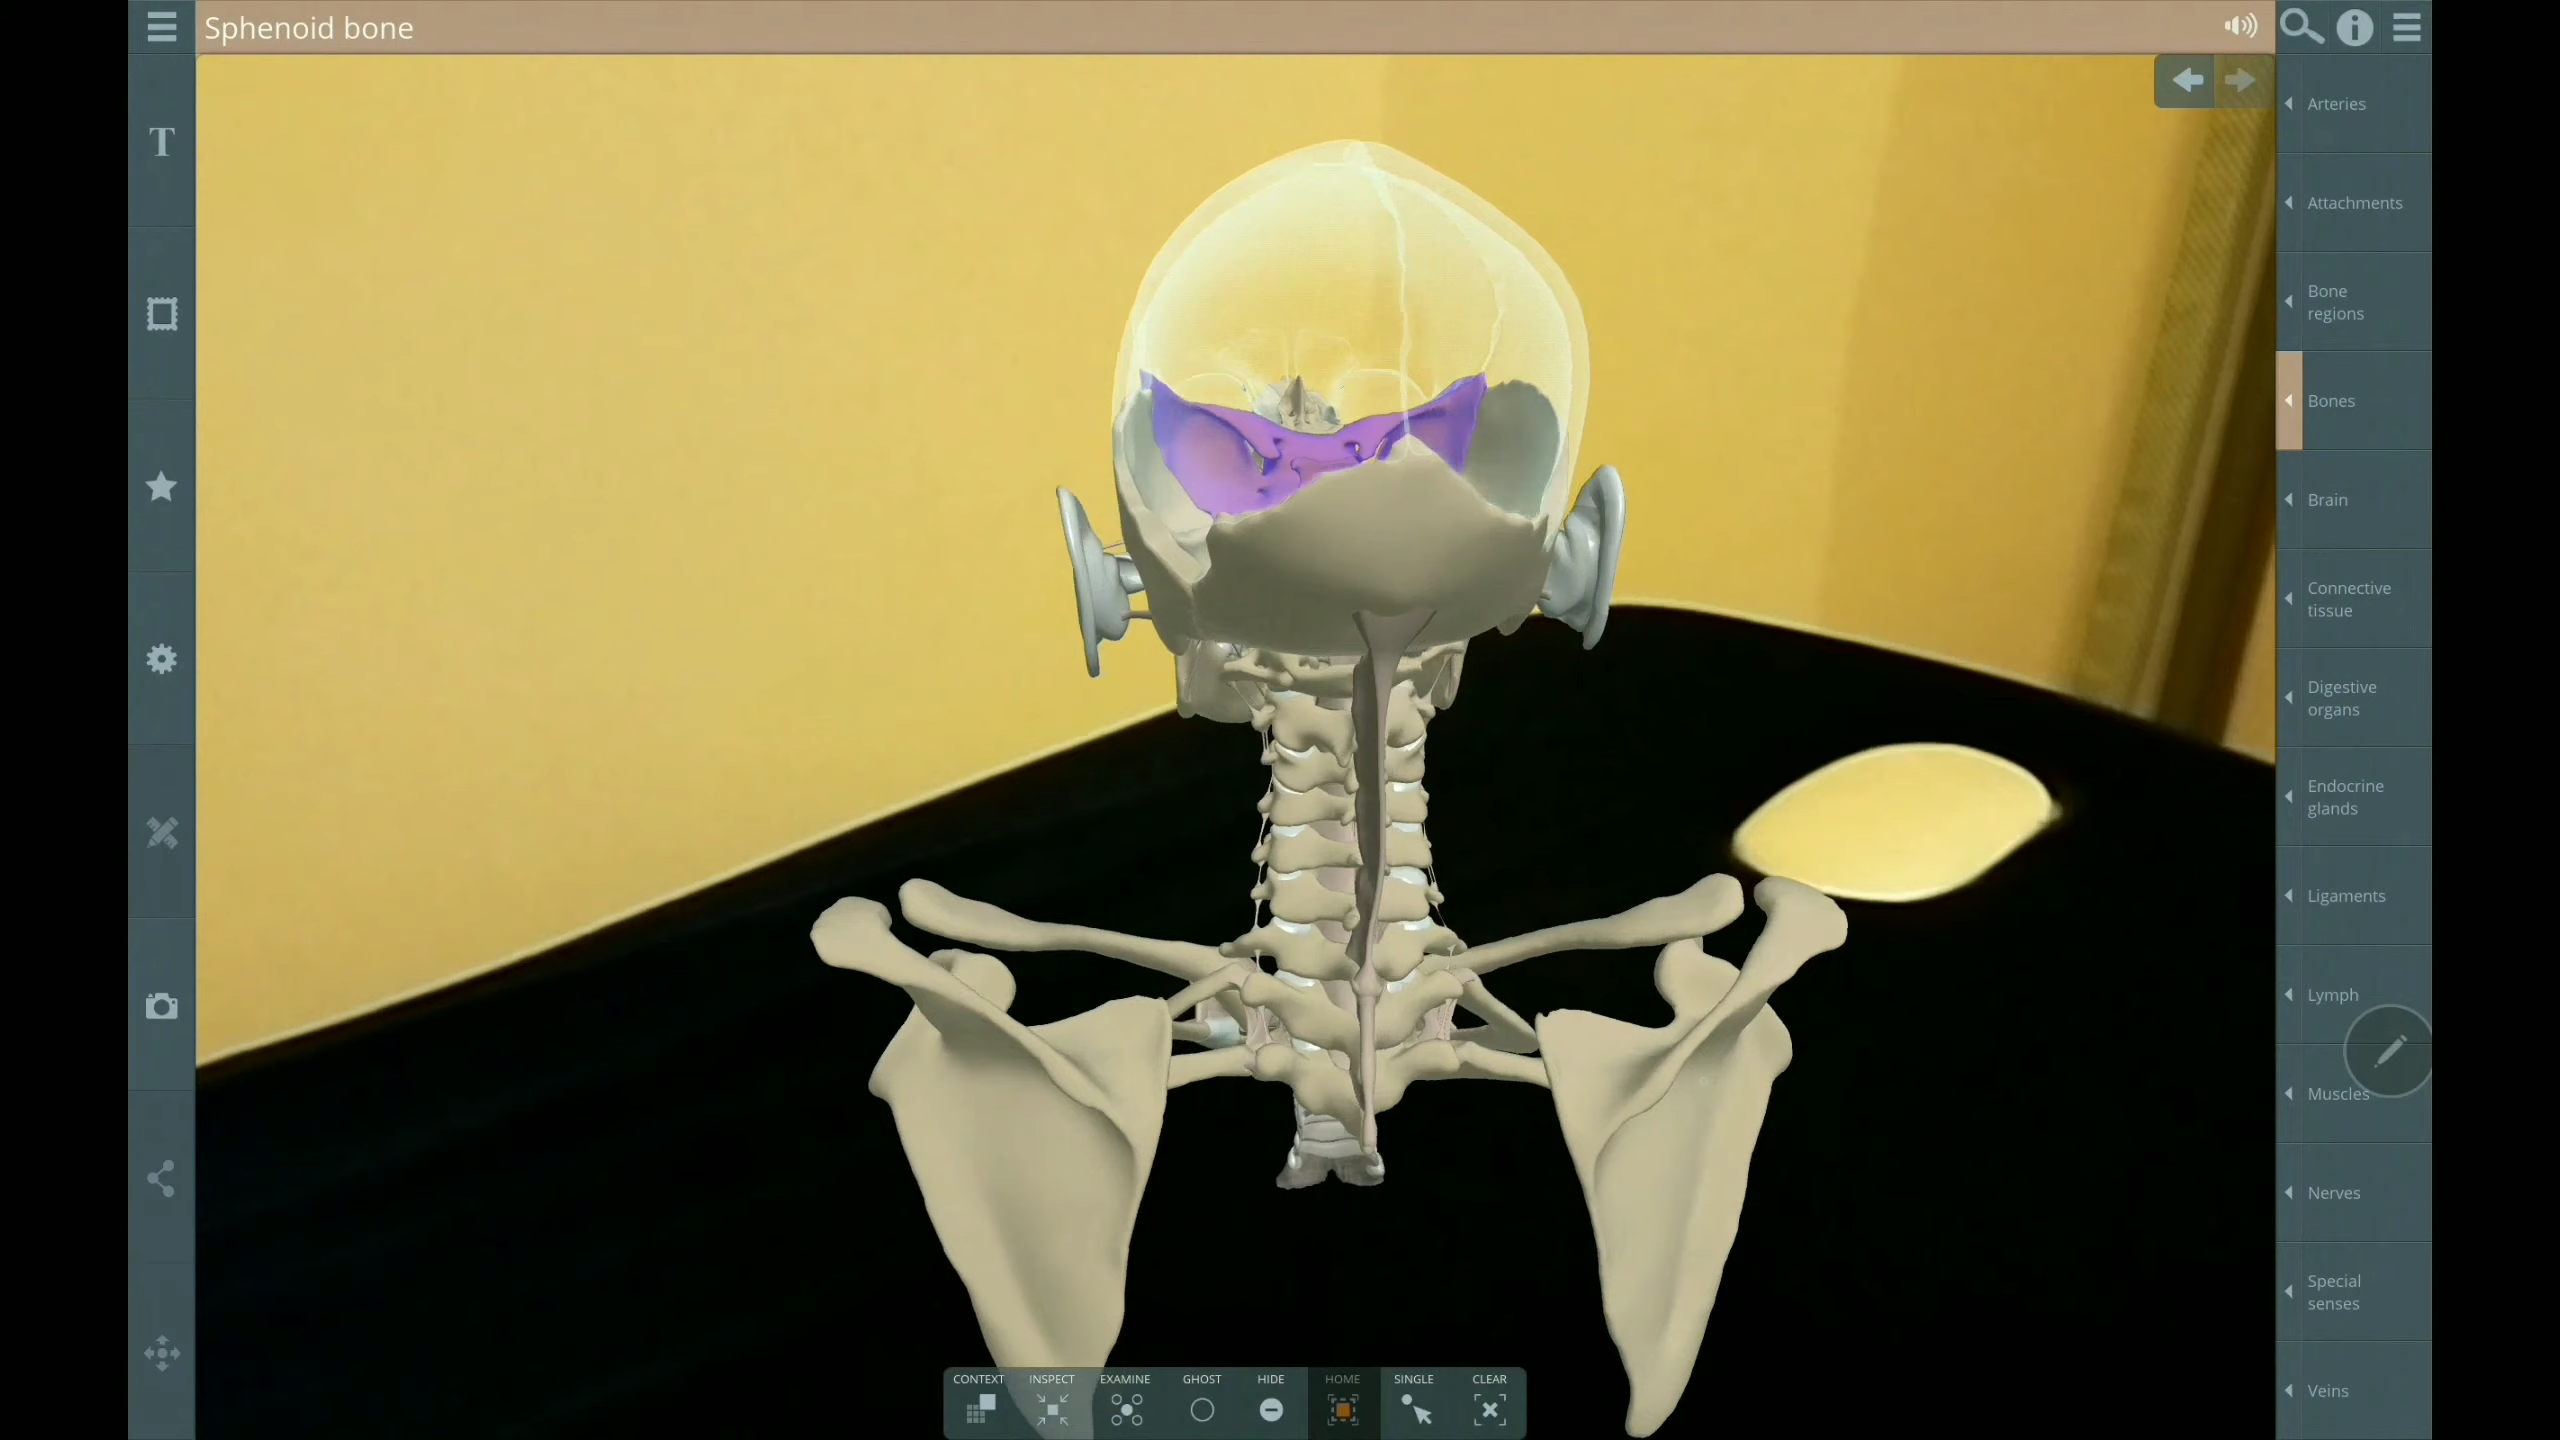 Sphenoid bone
T
Arteries
Attachments
Bone
regions
Bones
Brain
Connective
tissue
Digestive
organs
Endocrine
glands
Ligaments
Lymph
Muscles
Nerves
Special
senses
Veins
CONTEXT INSPECT EXAMINE GHOST HIDE HOME SINGLE CLEAR